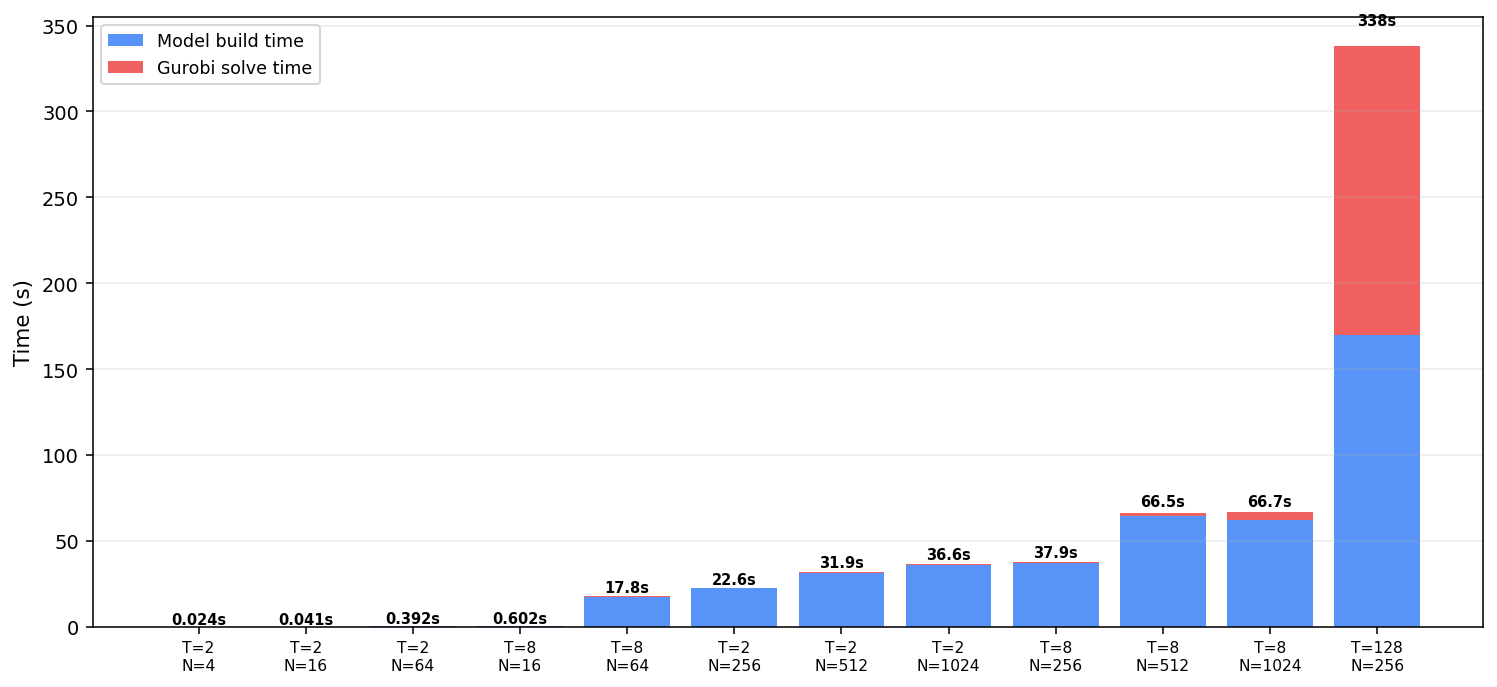 350
300
250
200
150
100
50
0
Time (s)
Model build time
Gurobi solve time
0.024s
0.041s
0.392s
0.602s
17.8s
22.6s
31.9s
36.6s
37.9s
66.5s
66.7s
338s
T=2
N=4
T=2
N=16
T=2
N=64
T=8
N=16
T=8
N=64
T=2
N=256
T=2
N=512
T=2
N=1024
T=8
N=256
T=8
N=512
T=8
N=1024
T=128
N=256